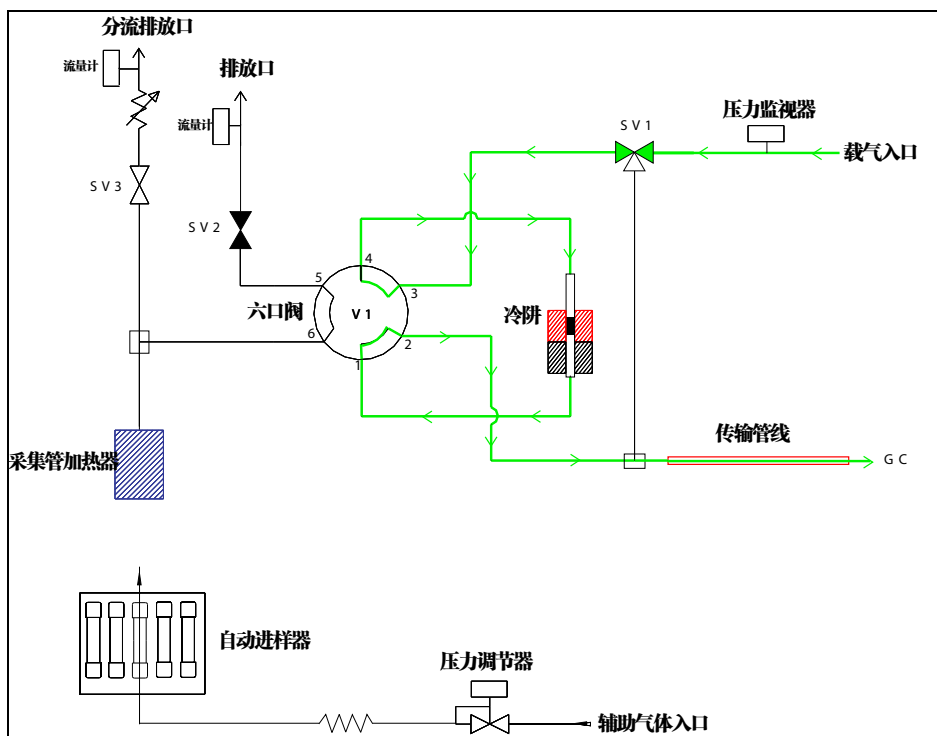 分流排放口
流量计
排放口
流量计
压力监视器
SV1
载气入口
SV3
SV2
4
5
3
六口阀
V1
冷阱
6
2
1
传输管线
GC
采集管加热器
自动进样器
压力调节器
辅助气体入口